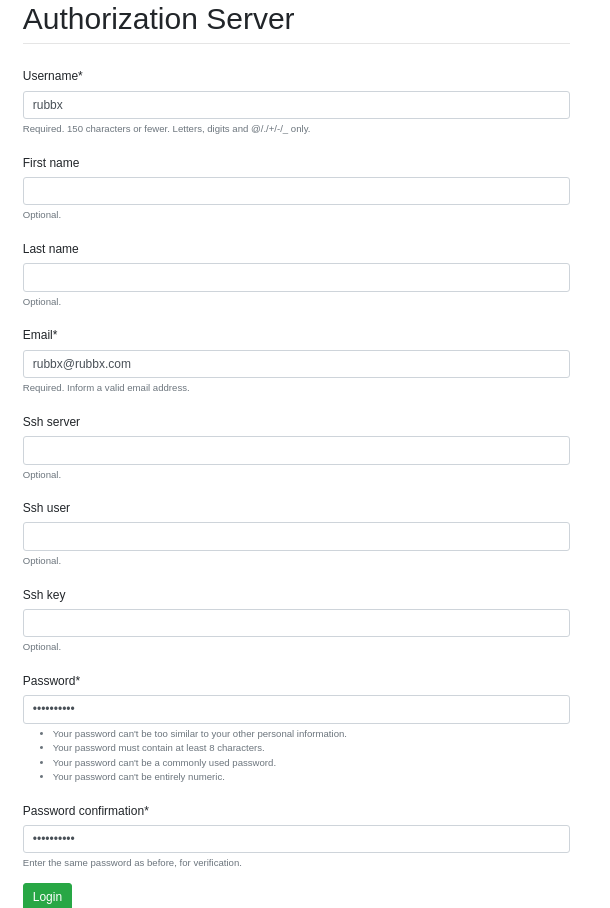 Authorization Server
Username*
rubbx
Required. 150 characters or fewer. Letters, digits and @/./+/-/_ only.
First name
Optional.
Last name
Optional.
Email*
rubbx@rubbx.com
Required. Inform a valid email address.
Ssh server
Optional.
Ssh user
Optional.
Ssh key
Optional.
Password*
••••••••••
• Your password can't be too similar to your other personal information.
• Your password must contain at least 8 characters.
• Your password can't be a commonly used password.
• Your password can't be entirely numeric.
Password confirmation*
••••••••••
Enter the same password as before, for verification.
Login